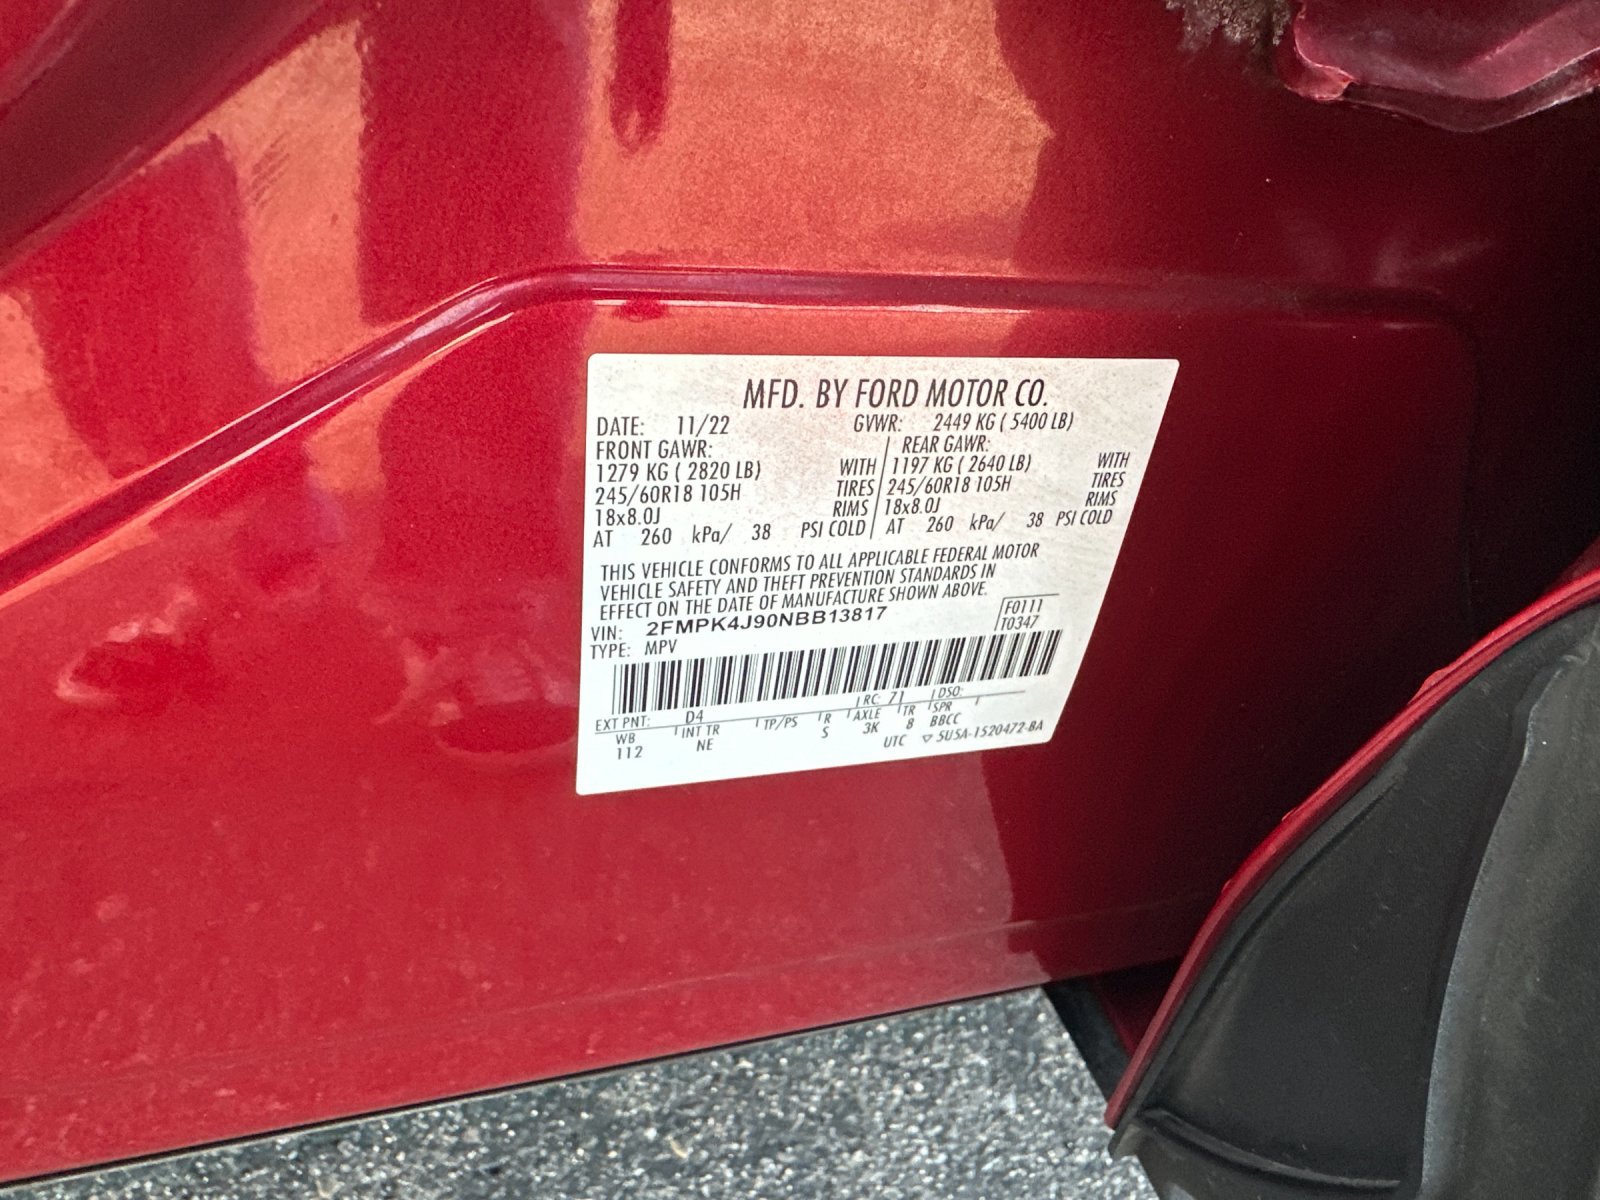 MFD. BY FORD MOTOR CO.
DATE: 11/22 GVWR: 2449 KG ( 5400 LB)
FRONT GAWR: REAR GAWR:
1279 KG ( 2820 LB) WITH 1197 KG ( 2640 LB) WITH
245/60R18 105H TIRES 245/60R18 105H TIRES
18x8.0J RIMS 18x8.0J RIMS
AT 260 kPa/ 38 PSI COLD AT 260 kPa/ 38 PSI COLD
THIS VEHICLE CONFORMS TO ALL APPLICABLE FEDERAL MOTOR
VEHICLE SAFETY AND THEFT PREVENTION STANDARDS IN
EFFECT ON THE DATE OF MANUFACTURE SHOWN ABOVE.
VIN: 2FMPK4J90NBB13817 F0111
TYPE: MPV T0347
EXT PNT: D4 RC: 71 DSO:
WB INT TR TP/PS R AXLE TR SPR
112 NE S 3K 8 BBCC
UTC ▽ 5U5A-1520472-BA